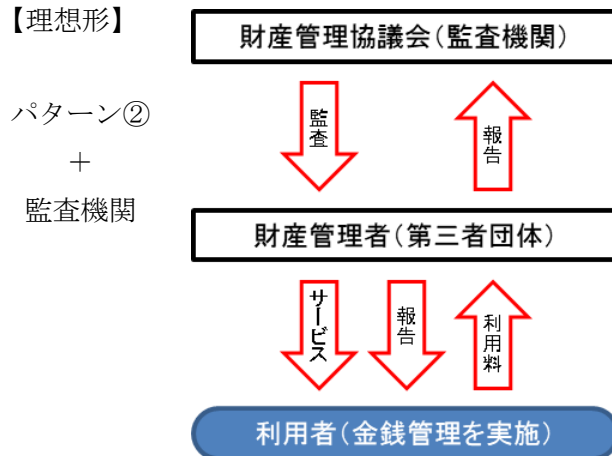 【理想形】
財産管理協議会（監査機関）
パターン②
＋
監査機関
監査
報告
財産管理者（第三者団体）
サービス
報告
利用料
利用者（金銭管理を実施）